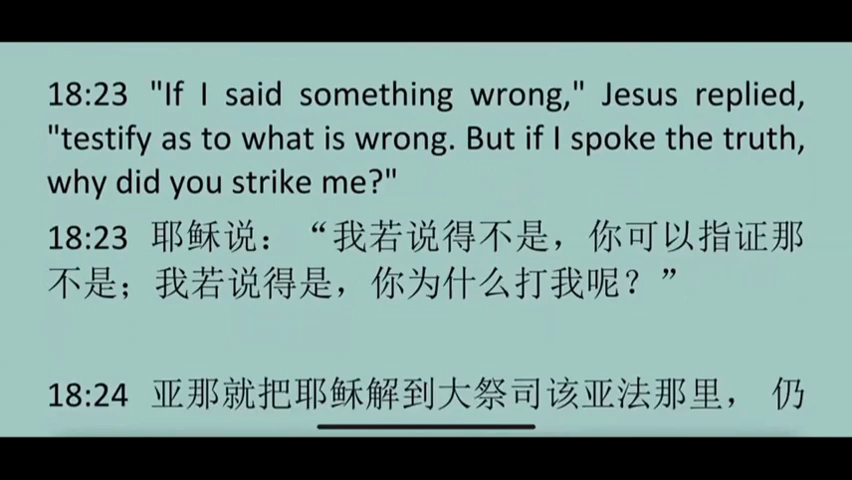 18:23 "If I said something wrong," Jesus replied,
"testify as to what is wrong. But if I spoke the truth,
why did you strike me?"
18:23 耶稣说：“我若说得不是，你可以指证那
不是；我若说得是，你为什么打我呢？”
18:24 亚那就把耶稣解到大祭司该亚法那里，仍